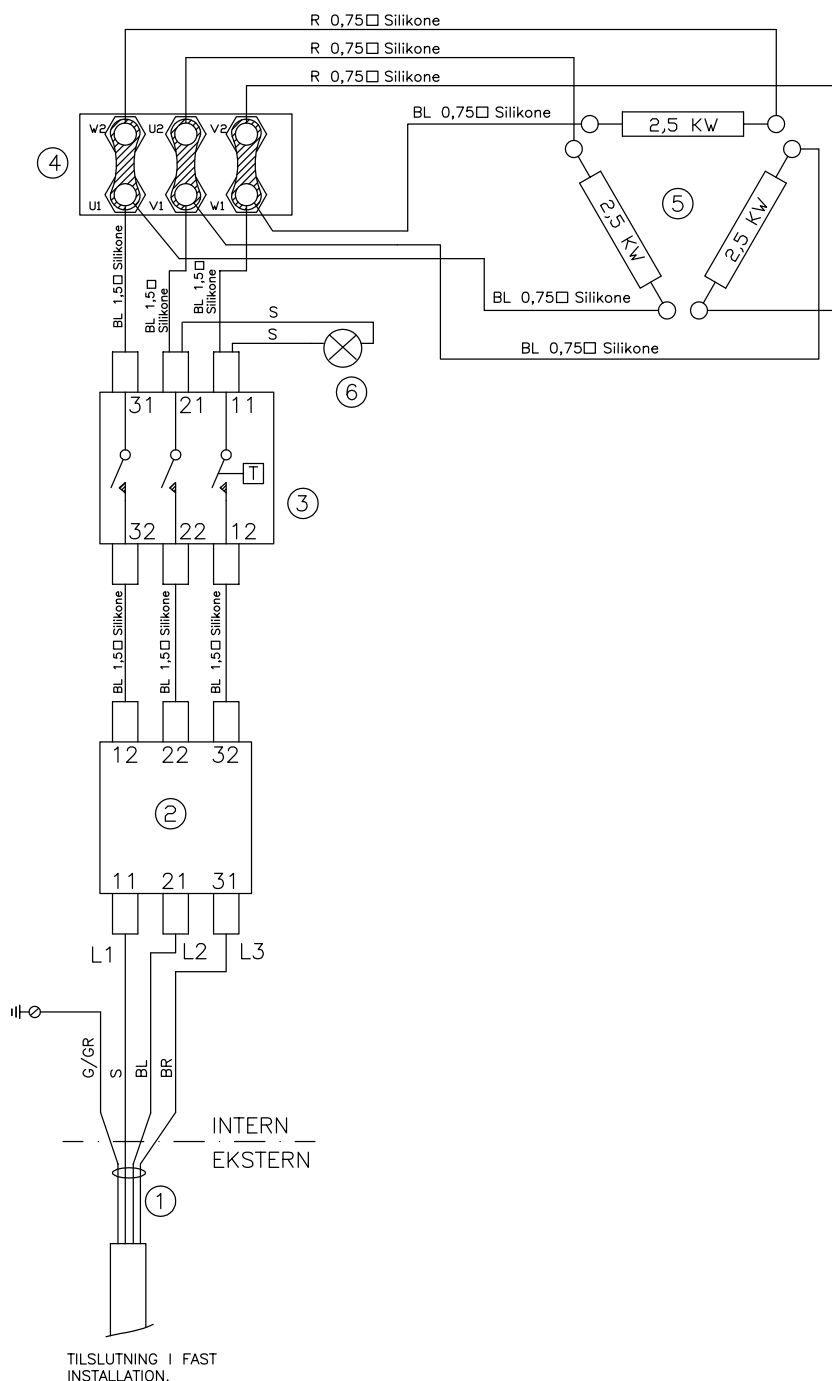 R 0,75□ Silikone
R 0,75□ Silikone
R 0,75□ Silikone
BL 0,75□ Silikone
2,5 KW
W2 U2 V2
4
U1 V1 W1
5
2,5 KW
2,5 KW
BL 1,5□ Silikone
BL 1,5□
Silikone
BL 1,5□
Silikone
BL 0,75□ Silikone
BL 0,75□ Silikone
S
S
6
31 21 11
T
3
32 22 12
BL 1,5□ Silikone
BL 1,5□ Silikone
BL 1,5□ Silikone
12 22 32
2
11 21 31
L1 L2 L3
G/GR
S
BL
BR
INTERN
EKSTERN
1
TILSLUTNING I FAST
INSTALLATION.